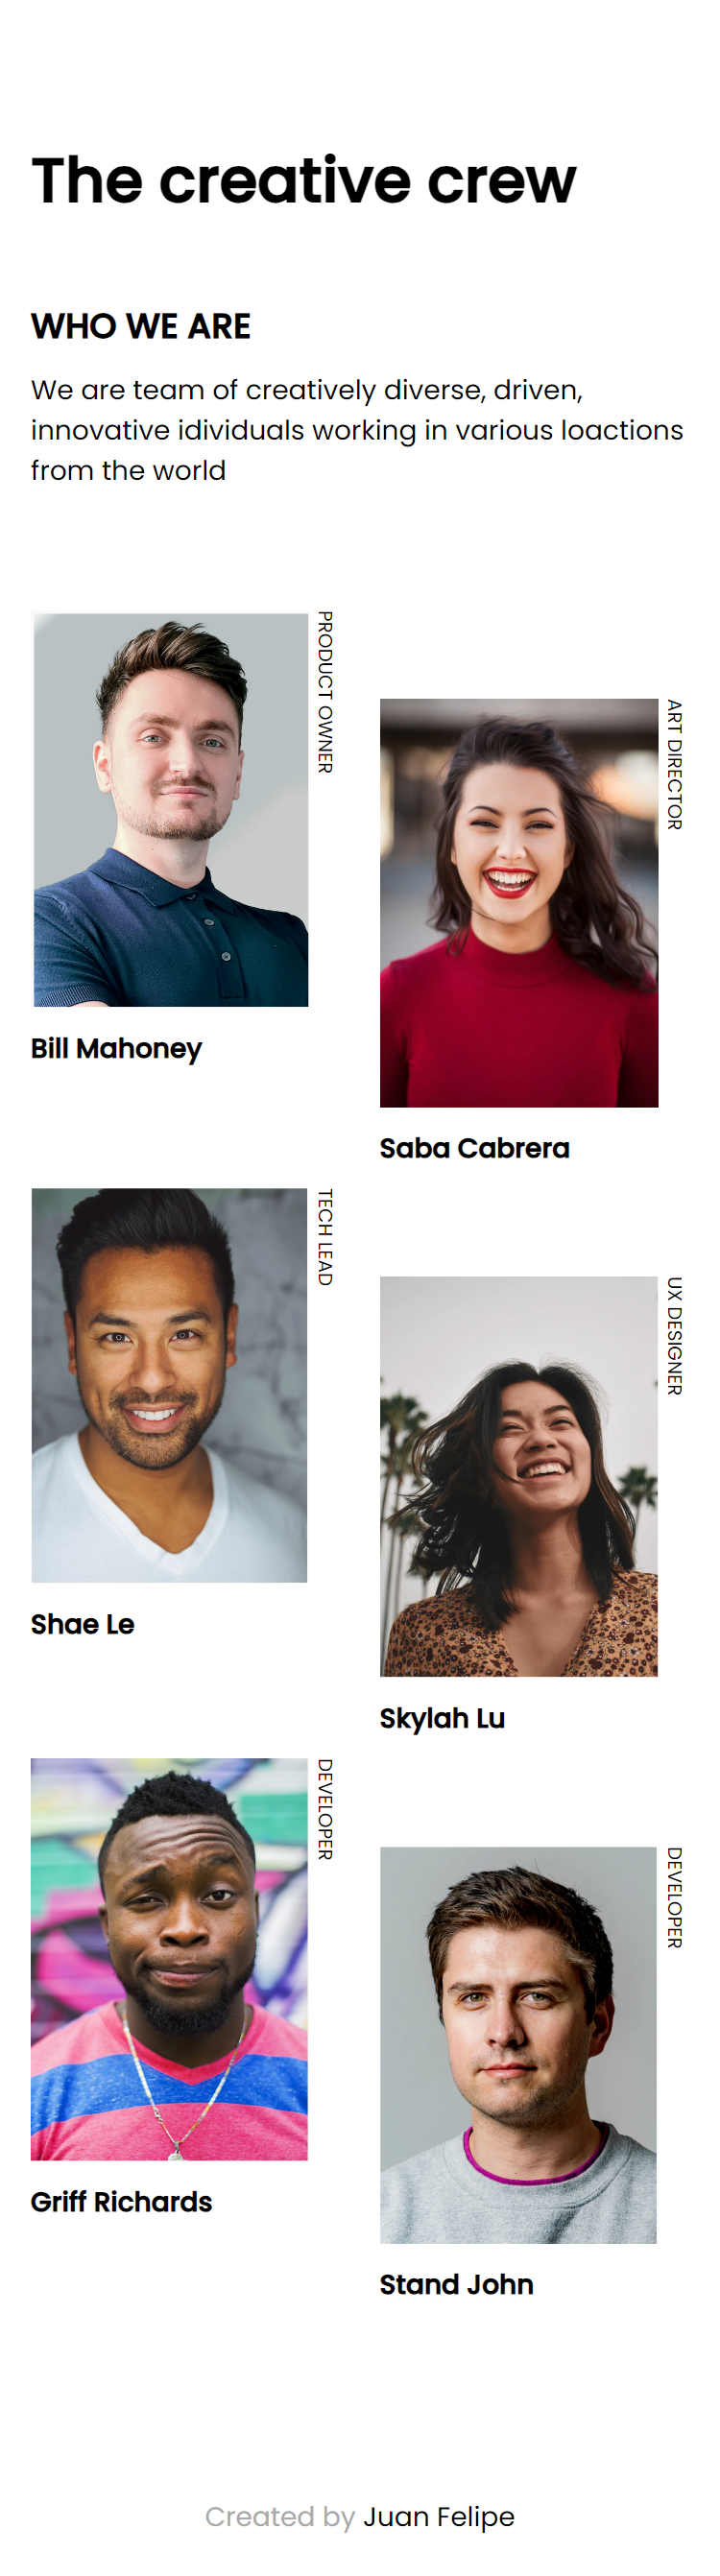 The creative crew
WHO WE ARE
We are team of creatively diverse, driven,
innovative idividuals working in various loactions
from the world
PRODUCT OWNER
Bill Mahoney
ART DIRECTOR
Saba Cabrera
TECH LEAD
Shae Le
UX DESIGNER
Skylah Lu
DEVELOPER
Griff Richards
DEVELOPER
Stand John
Created by Juan Felipe